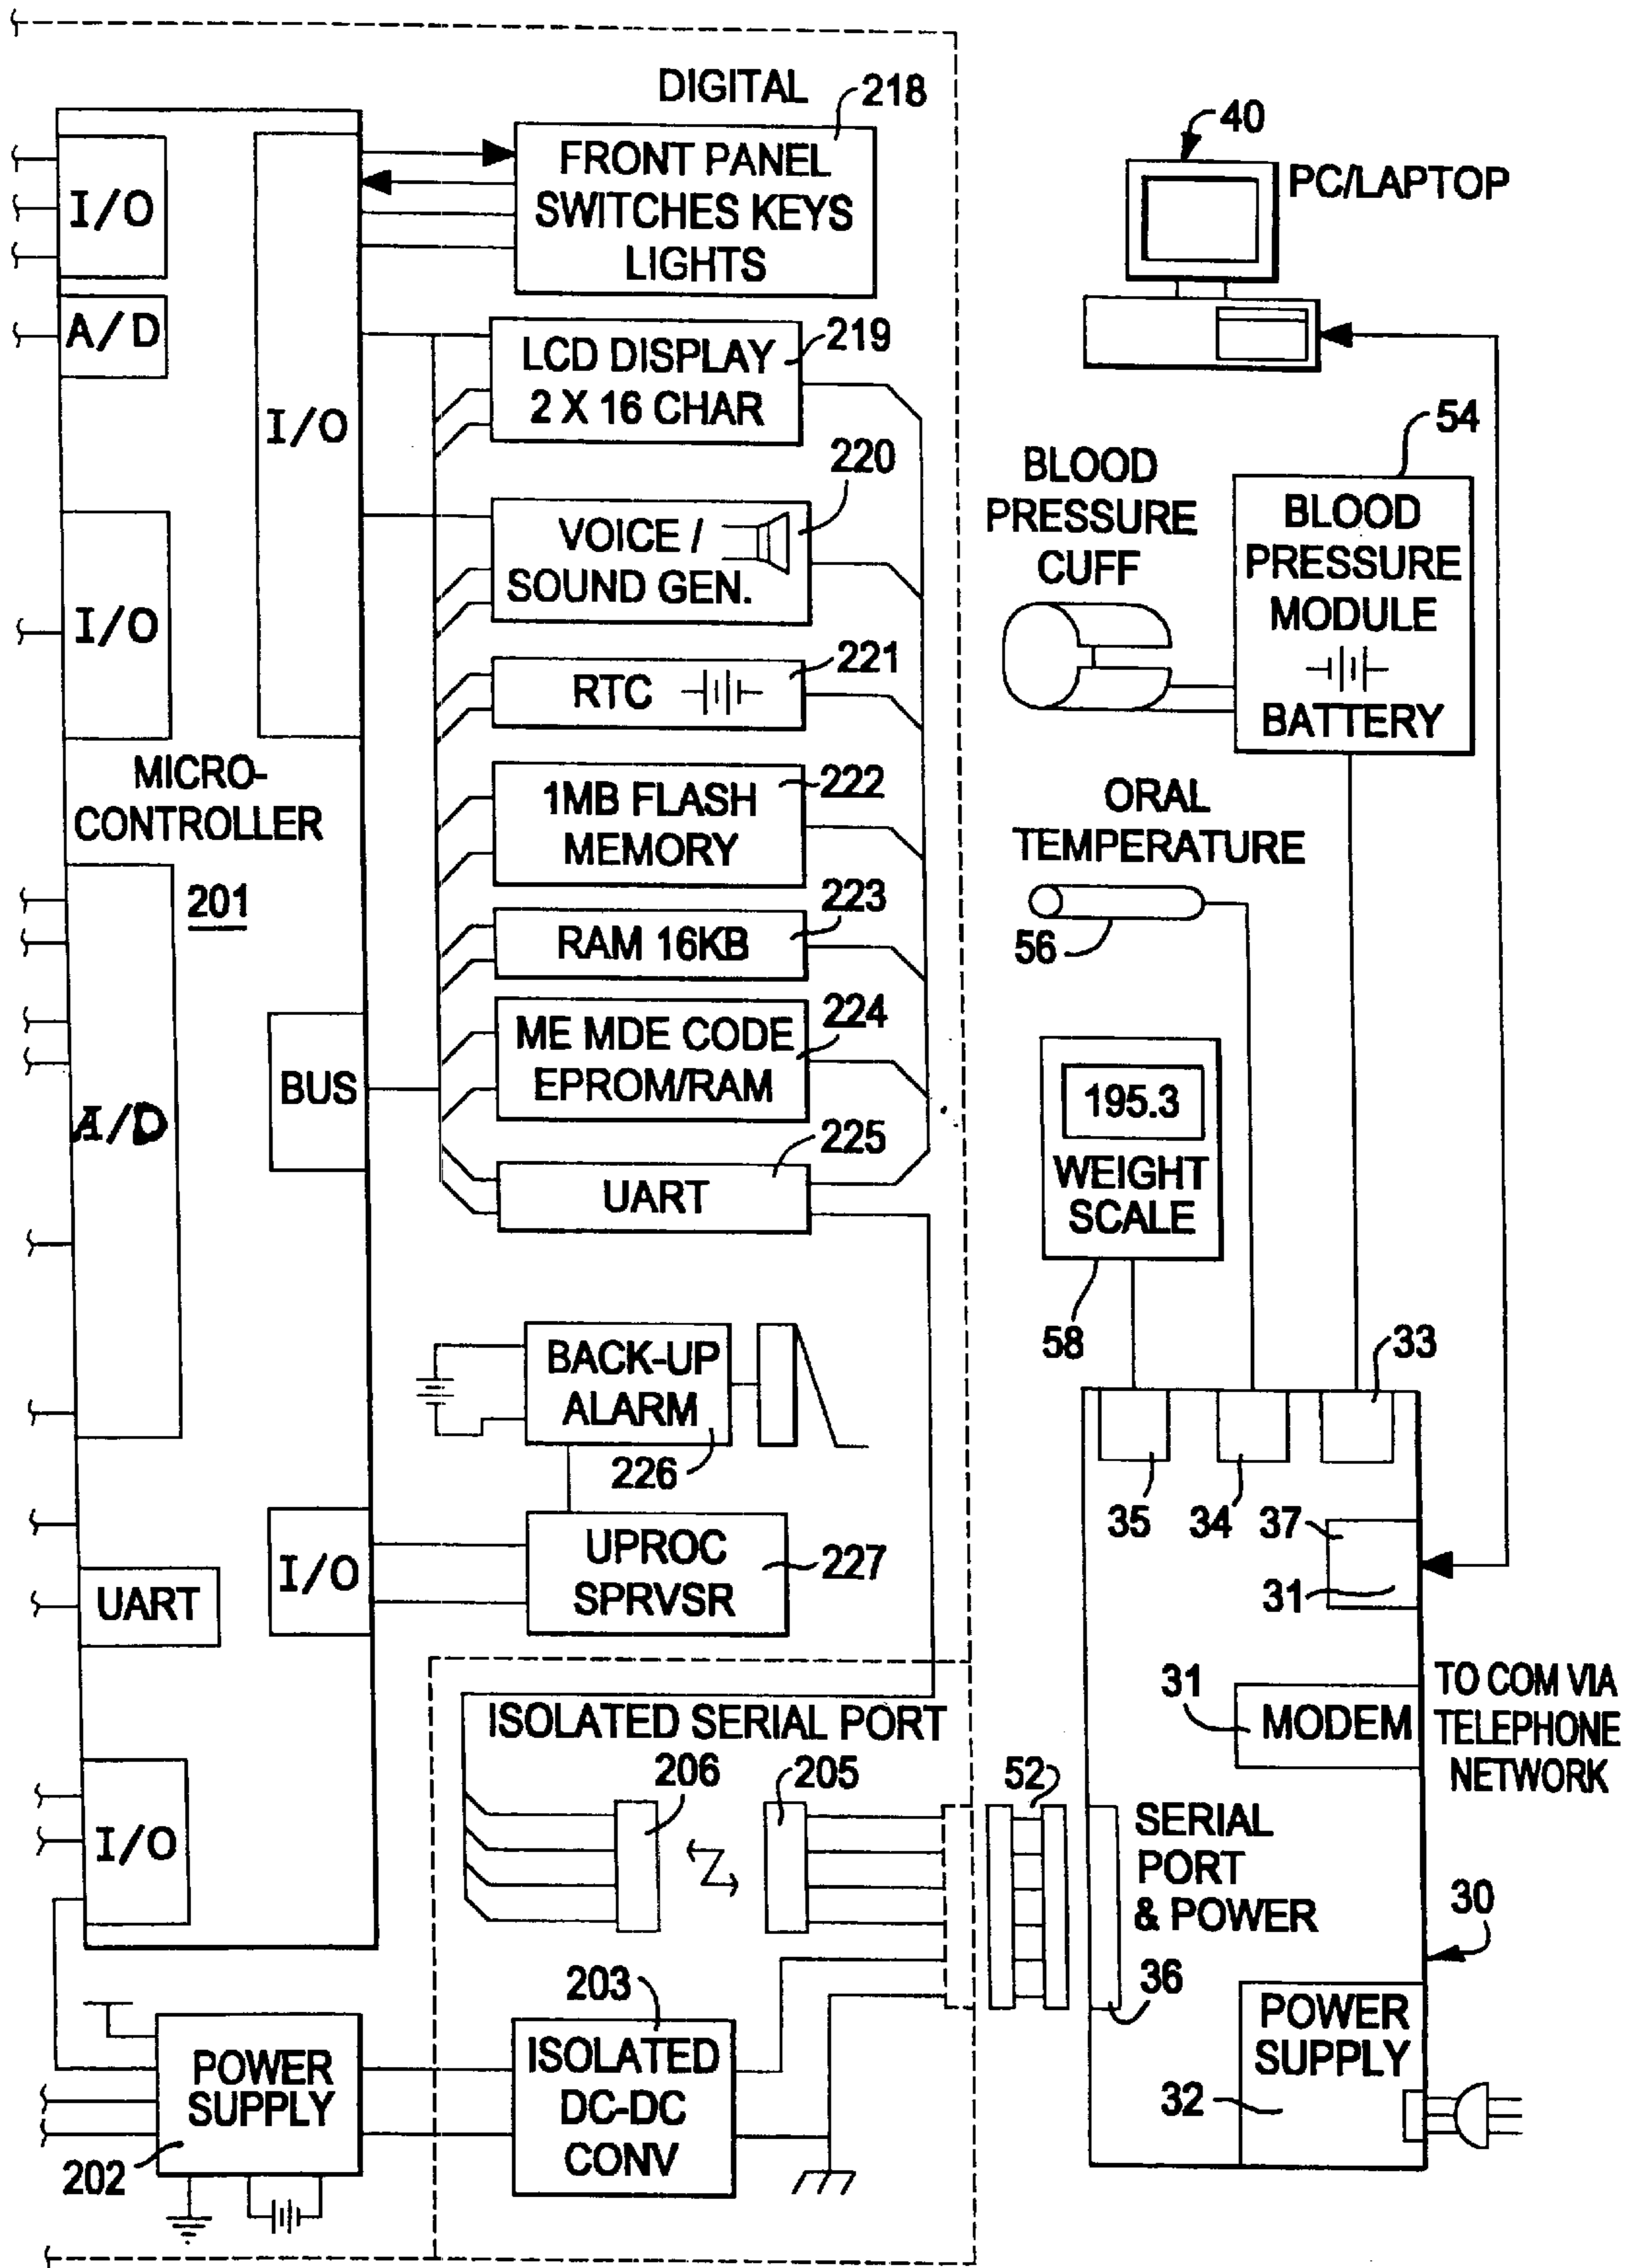 DIGITAL
218
FRONT PANEL
SWITCHES KEYS
LIGHTS
I/O
A/D
I/O
I/O
MICRO-
CONTROLLER
201
A/D
BUS
UART
I/O
I/O
LCD DISPLAY
2 X 16 CHAR
219
220
VOICE /
SOUND GEN.
RTC
221
1MB FLASH
MEMORY
222
223
RAM 16KB
ME MDE CODE
EPROM/RAM
224
225
UART
BACK-UP
ALARM
226
UPROC
SPRVSR
227
ISOLATED SERIAL PORT
206
205
203
ISOLATED
DC-DC
CONV
POWER
SUPPLY
202
40
PC/LAPTOP
54
BLOOD
PRESSURE
CUFF
BLOOD
PRESSURE
MODULE
BATTERY
ORAL
TEMPERATURE
56
195.3
WEIGHT
SCALE
58
33
35
34
37
31
31
MODEM
TO COM VIA
TELEPHONE
NETWORK
52
SERIAL
PORT
& POWER
36
30
POWER
SUPPLY
32